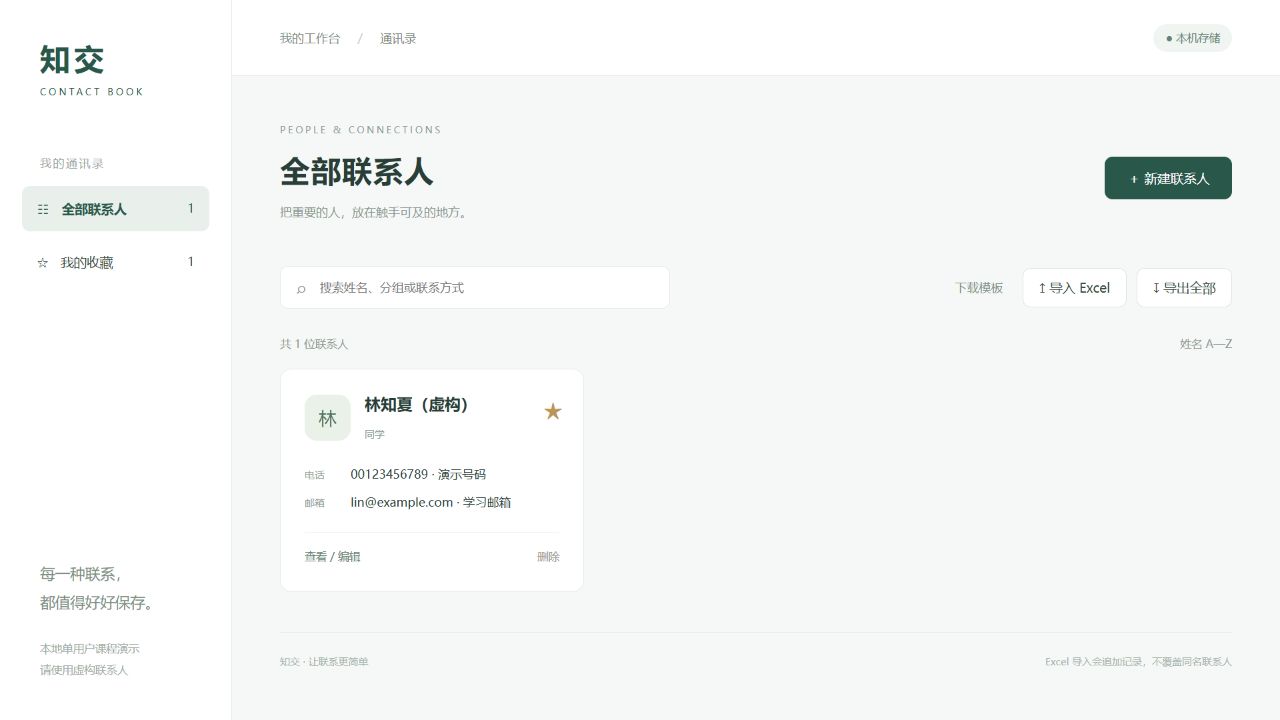 知交
CONTACT BOOK
我的通讯录
☷ 全部联系人 1
☆ 我的收藏 1
每一种联系，
都值得好好保存。
本地单用户课程演示
请使用虚构联系人
我的工作台 / 通讯录
● 本机存储
PEOPLE & CONNECTIONS
全部联系人
把重要的人，放在触手可及的地方。
+ 新建联系人
⌕ 搜索姓名、分组或联系方式
下载模板
↥ 导入 Excel
↧ 导出全部
共 1 位联系人
姓名 A—Z
林
林知夏（虚构）
★
同学
电话 00123456789 · 演示号码
邮箱 lin@example.com · 学习邮箱
查看 / 编辑
删除
知交 · 让联系更简单
Excel 导入会追加记录，不覆盖同名联系人